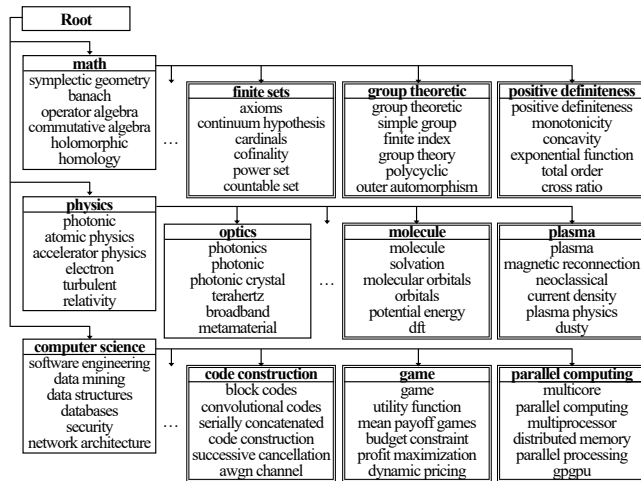 Root
math
symplectic geometry
banach
operator algebra
commutative algebra
holomorphic
homology
...
finite sets
axioms
continuum hypothesis
cardinals
cofinality
power set
countable set
group theoretic
group theoretic
simple group
finite index
group theory
polycyclic
outer automorphism
positive definiteness
positive definiteness
monotonicity
concavity
exponential function
total order
cross ratio
physics
photonic
atomic physics
accelerator physics
electron
turbulent
relativity
optics
photonics
photonic
photonic crystal
terahertz
broadband
metamaterial
...
molecule
molecule
solvation
molecular orbitals
orbitals
potential energy
dft
plasma
plasma
magnetic reconnection
neoclassical
current density
plasma physics
dusty
computer science
software engineering
data mining
data structures
databases
security
network architecture
...
code construction
block codes
convolutional codes
serially concatenated
code construction
successive cancellation
awgn channel
game
game
utility function
mean payoff games
budget constraint
profit maximization
dynamic pricing
parallel computing
multicore
parallel computing
multiprocessor
distributed memory
parallel processing
gpgpu